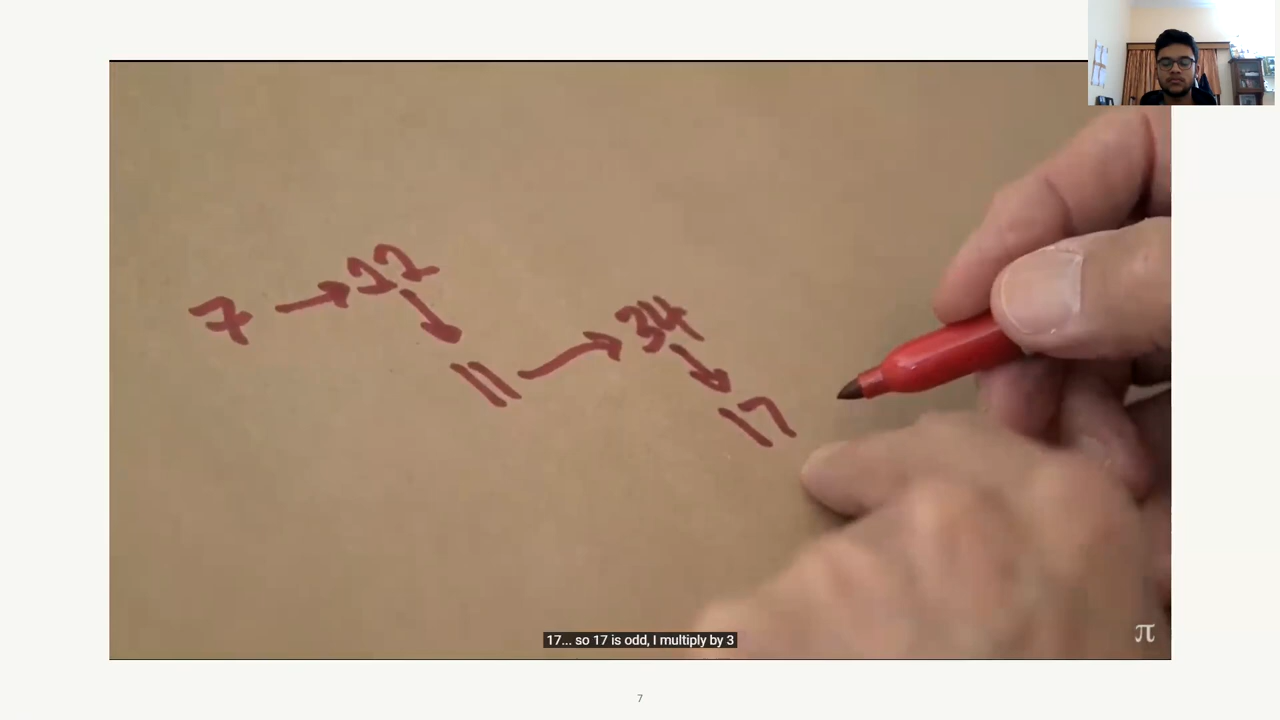 7 → 22
↓
11 → 34
↓
17
17... so 17 is odd, I multiply by 3
π
7